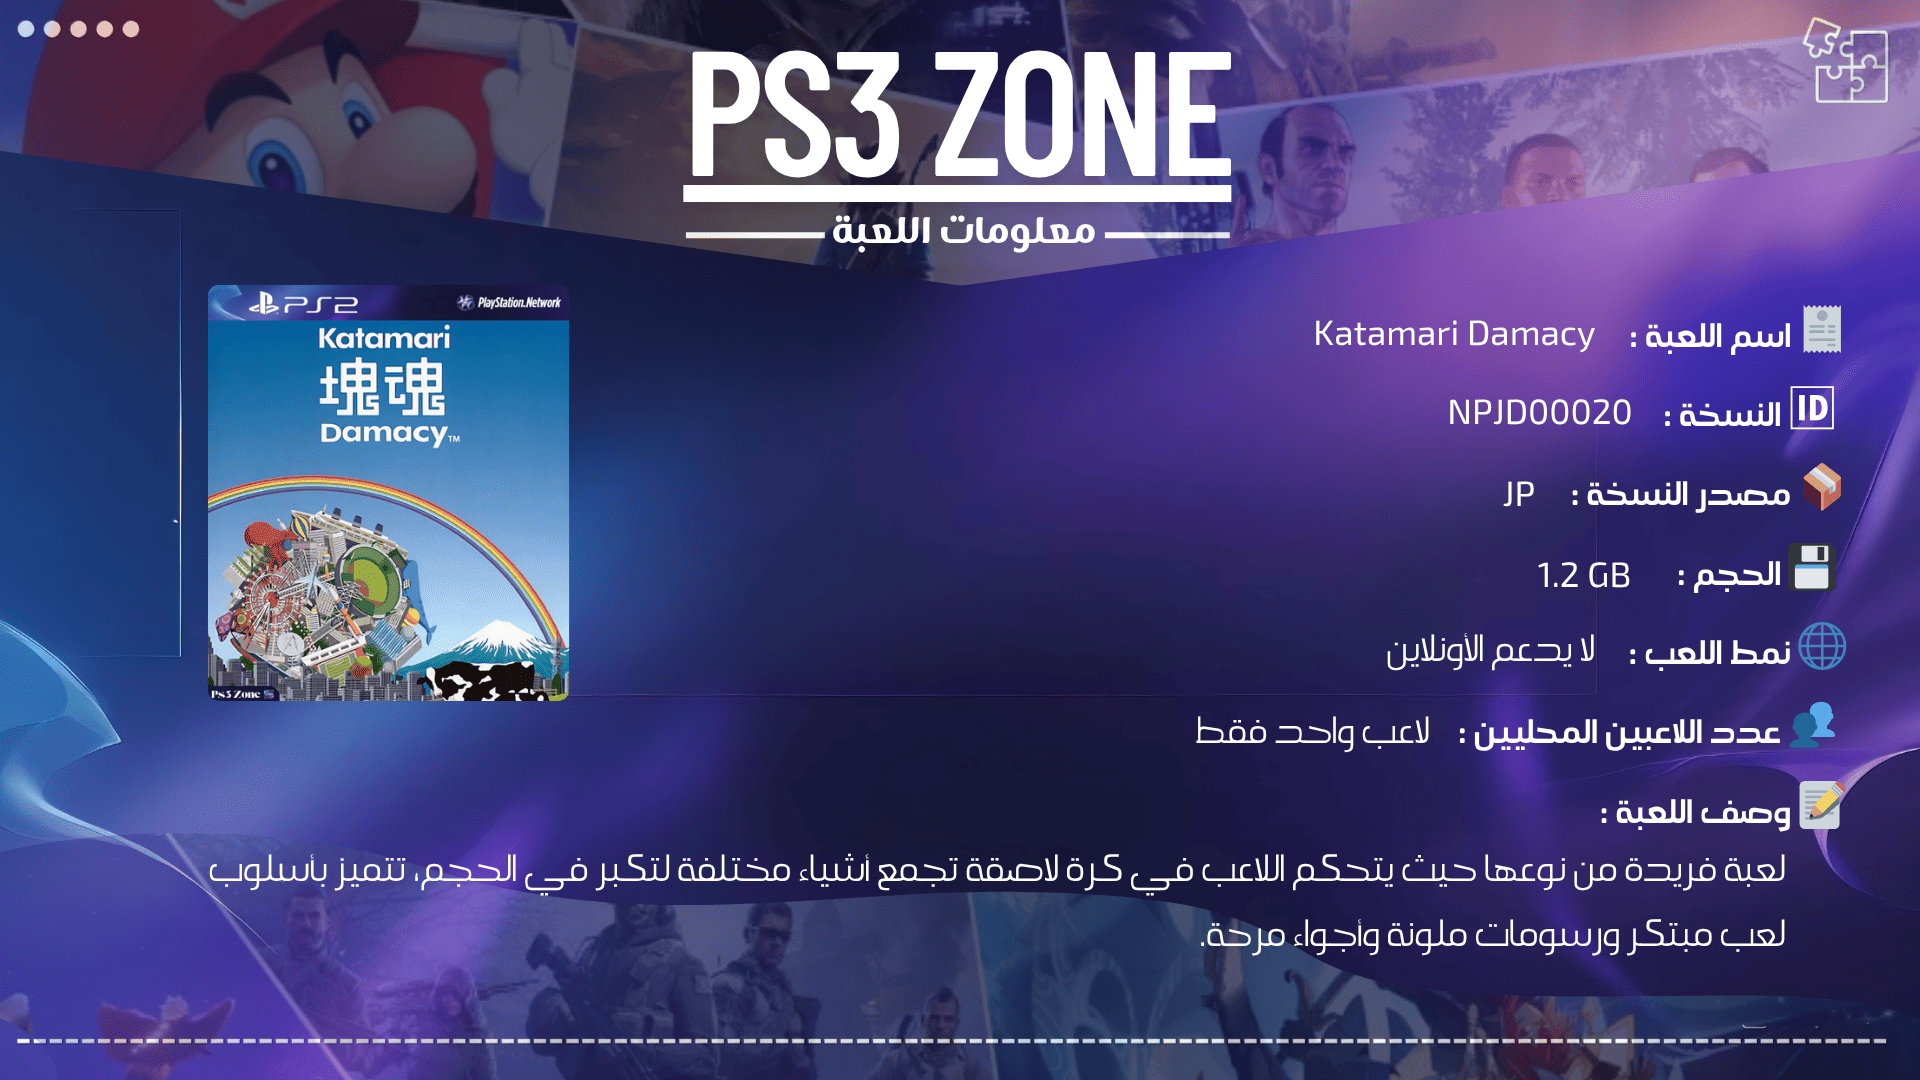 PS3 ZONE
معلومات اللعبة
PS2 PlayStation.Network
Katamari
塊魂
Damacy™
Ps3 Zone
اسم اللعبة : Katamari Damacy
ID النسخة : NPJD00020
مصدر النسخة : JP
الحجم : 1.2 GB
نمط اللعب : لا يدعم الأونلاين
عدد اللاعبين المحليين : لاعب واحد فقط
وصف اللعبة :
لعبة فريدة من نوعها حيث يتحكم اللاعب في كرة لاصقة تجمع أشياء مختلفة لتكبر في الحجم، تتميز بأسلوب
لعب مبتكر ورسومات ملونة وأجواء مرحة.